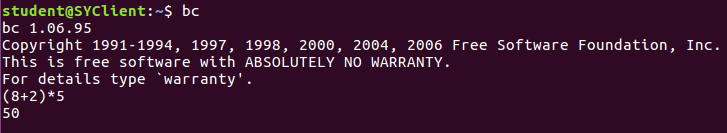 student@SYClient:~$ bc
bc 1.06.95
Copyright 1991-1994, 1997, 1998, 2000, 2004, 2006 Free Software Foundation, Inc.
This is free software with ABSOLUTELY NO WARRANTY.
For details type `warranty'.
(8+2)*5
50